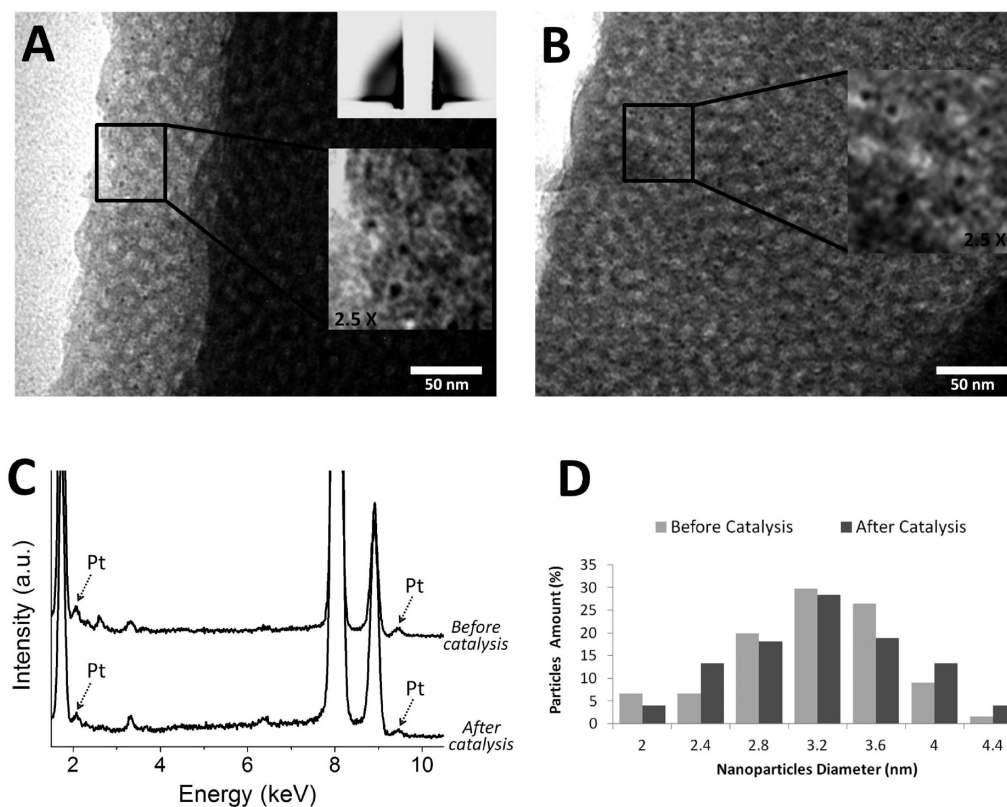 A
2.5 X
50 nm
B
2.5 X
50 nm
C
Intensity (a.u.)
Pt
Pt
Before
catalysis
Pt
Pt
After
catalysis
2 4 6 8 10
Energy (keV)
D
Before Catalysis After Catalysis
Particles Amount (%)
35
30
25
20
15
10
5
0
2 2.4 2.8 3.2 3.6 4 4.4
Nanoparticles Diameter (nm)